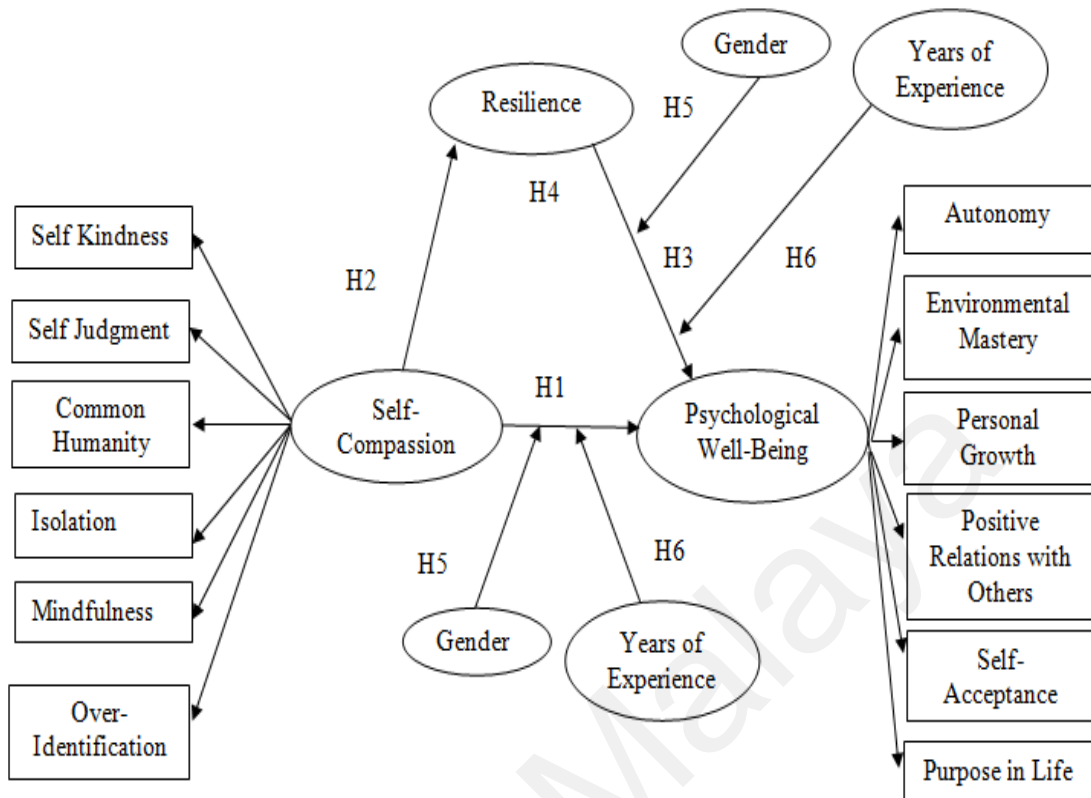 Gender
Years of
Experience
Resilience
H5
H4
H3
H6
H2
Self Kindness
Self Judgment
Common
Humanity
Isolation
Mindfulness
Over-
Identification
Self-
Compassion
H1
Psychological
Well-Being
H5
H6
Gender
Years of
Experience
Autonomy
Environmental
Mastery
Personal
Growth
Positive
Relations with
Others
Self-
Acceptance
Purpose in Life
Malaya